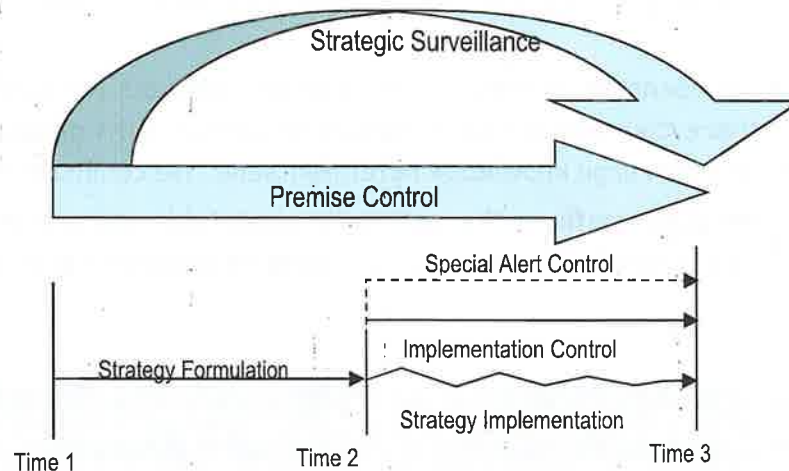 Strategic Surveillance
Premise Control
Special Alert Control
Implementation Control
Strategy Formulation
Strategy Implementation
Time 1
Time 2
Time 3